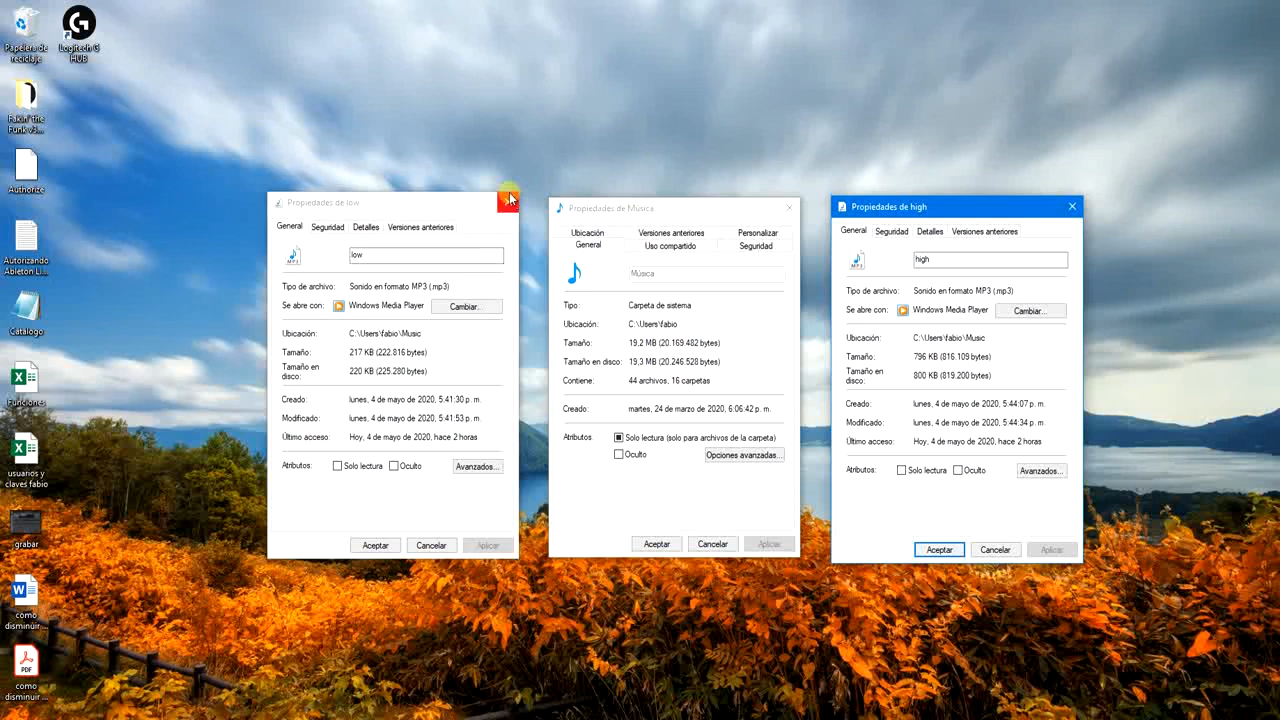 Papelera de
reciclaje
Logitech G
HUB
Fakin' the
Funk v3...
Authorize
Autorizando
Ableton Li...
Catálogo
Funciones
usuarios y
claves fabio
grabar
como
disminuir...
PDF
como
disminuir...
Propiedades de low
General Seguridad Detalles Versiones anteriores
MP3
low
Tipo de archivo: Sonido en formato MP3 (.mp3)
Se abre con: Windows Media Player Cambiar...
Ubicación: C:\Users\fabio\Music
Tamaño: 217 KB (222.816 bytes)
Tamaño en
disco: 220 KB (225.280 bytes)
Creado: lunes, 4 de mayo de 2020, 5:41:30 p. m.
Modificado: lunes, 4 de mayo de 2020, 5:41:53 p. m.
Último acceso: Hoy, 4 de mayo de 2020, hace 2 horas
Atributos: Solo lectura Oculto Avanzados...
Aceptar Cancelar Aplicar
Propiedades de Música
Ubicación Versiones anteriores Personalizar
General Uso compartido Seguridad
Música
Tipo: Carpeta de sistema
Ubicación: C:\Users\fabio
Tamaño: 19,2 MB (20.169.482 bytes)
Tamaño en disco: 19,3 MB (20.246.528 bytes)
Contiene: 44 archivos, 16 carpetas
Creado: martes, 24 de marzo de 2020, 6:06:42 p. m.
Atributos: Solo lectura (solo para archivos de la carpeta)
Oculto Opciones avanzadas...
Aceptar Cancelar Aplicar
Propiedades de high
General Seguridad Detalles Versiones anteriores
MP3
high
Tipo de archivo: Sonido en formato MP3 (.mp3)
Se abre con: Windows Media Player Cambiar...
Ubicación: C:\Users\fabio\Music
Tamaño: 796 KB (816.109 bytes)
Tamaño en
disco: 800 KB (819.200 bytes)
Creado: lunes, 4 de mayo de 2020, 5:44:07 p. m.
Modificado: lunes, 4 de mayo de 2020, 5:44:34 p. m.
Último acceso: Hoy, 4 de mayo de 2020, hace 2 horas
Atributos: Solo lectura Oculto Avanzados...
Aceptar Cancelar Aplicar